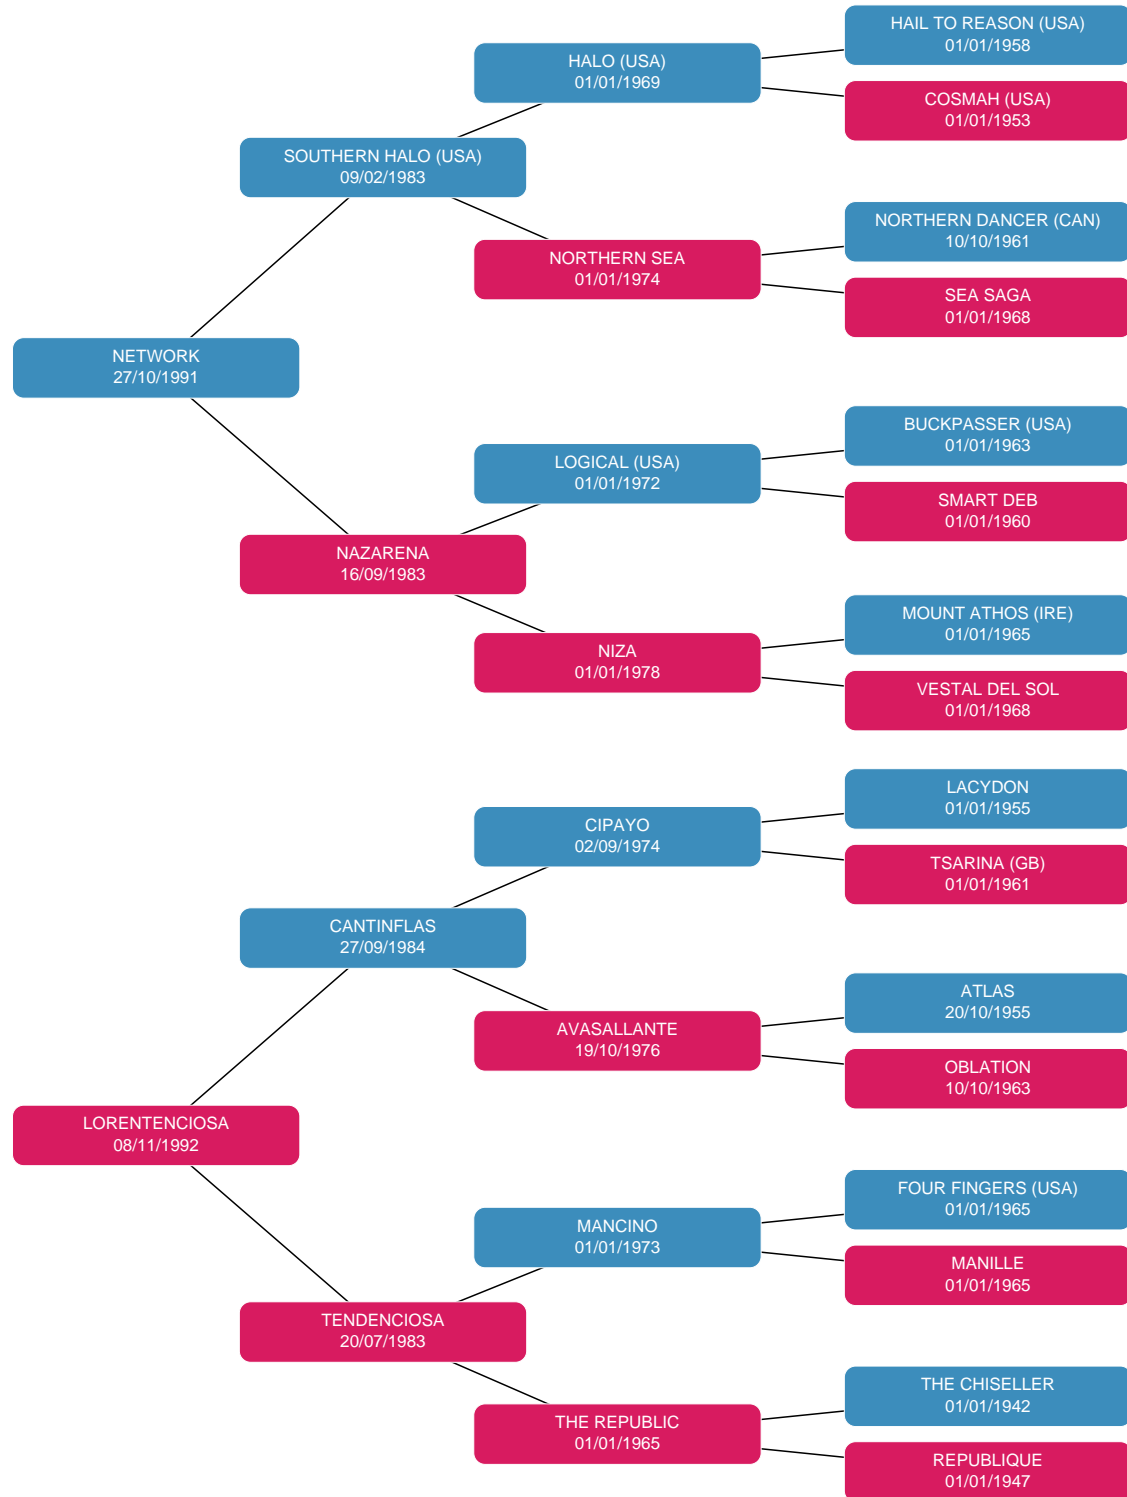 HAIL TO REASON (USA)
01/01/1958
HALO (USA)
01/01/1969
COSMAH (USA)
01/01/1953
SOUTHERN HALO (USA)
09/02/1983
NORTHERN DANCER (CAN)
10/10/1961
NORTHERN SEA
01/01/1974
SEA SAGA
01/01/1968
NETWORK
27/10/1991
BUCKPASSER (USA)
01/01/1963
LOGICAL (USA)
01/01/1972
SMART DEB
01/01/1960
NAZARENA
16/09/1983
MOUNT ATHOS (IRE)
01/01/1965
NIZA
01/01/1978
VESTAL DEL SOL
01/01/1968
LACYDON
01/01/1955
CIPAYO
02/09/1974
TSARINA (GB)
01/01/1961
CANTINFLAS
27/09/1984
ATLAS
20/10/1955
AVASALLANTE
19/10/1976
OBLATION
10/10/1963
LORENTENCIOSA
08/11/1992
FOUR FINGERS (USA)
01/01/1965
MANCINO
01/01/1973
MANILLE
01/01/1965
TENDENCIOSA
20/07/1983
THE CHISELLER
01/01/1942
THE REPUBLIC
01/01/1965
REPUBLIQUE
01/01/1947